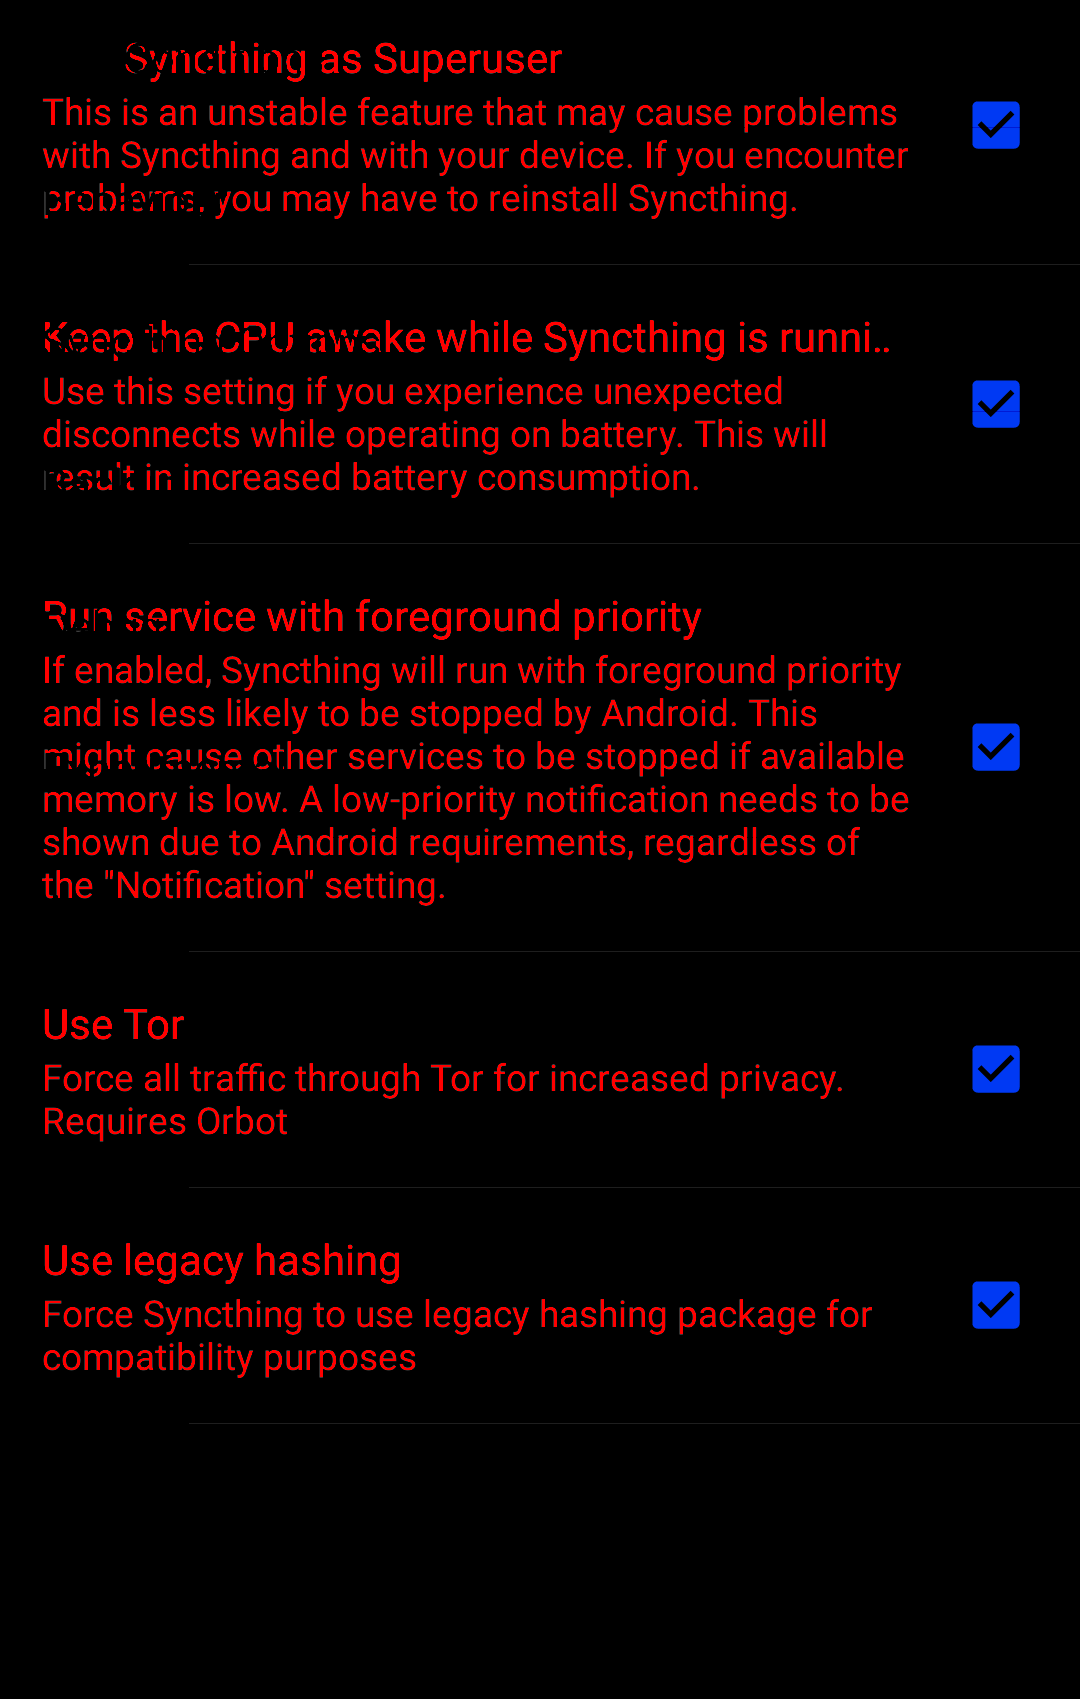 Syncthing as Superuser
This is an unstable feature that may cause problems
with Syncthing and with your device. If you encounter
problems, you may have to reinstall Syncthing.
Keep the CPU awake while Syncthing is runni..
Use this setting if you experience unexpected
disconnects while operating on battery. This will
result in increased battery consumption.
Run service with foreground priority
If enabled, Syncthing will run with foreground priority
and is less likely to be stopped by Android. This
might cause other services to be stopped if available
memory is low. A low-priority notification needs to be
shown due to Android requirements, regardless of
the "Notification" setting.
Use Tor
Force all traffic through Tor for increased privacy.
Requires Orbot
Use legacy hashing
Force Syncthing to use legacy hashing package for
compatibility purposes